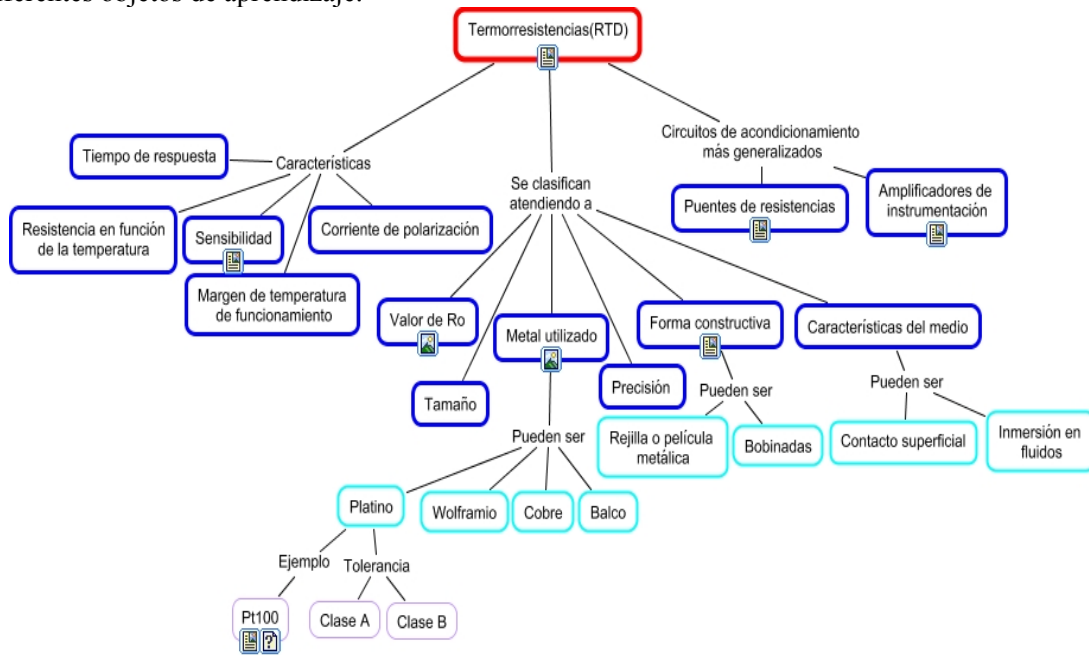 diferentes objetos de aprendizaje.
Termorresistencias(RTD)
Circuitos de acondicionamiento
más generalizados
Tiempo de respuesta
Características
Se clasifican
atendiendo a
Puentes de resistencias
Amplificadores de
instrumentación
Resistencia en función
de la temperatura
Sensibilidad
Corriente de polarización
Margen de temperatura
de funcionamiento
Valor de Ro
Metal utilizado
Forma constructiva
Características del medio
Tamaño
Precisión
Pueden ser
Pueden ser
Pueden ser
Rejilla o película
metálica
Bobinadas
Contacto superficial
Inmersión en
fluidos
Platino
Wolframio
Cobre
Balco
Ejemplo
Tolerancia
Pt100
Clase A
Clase B